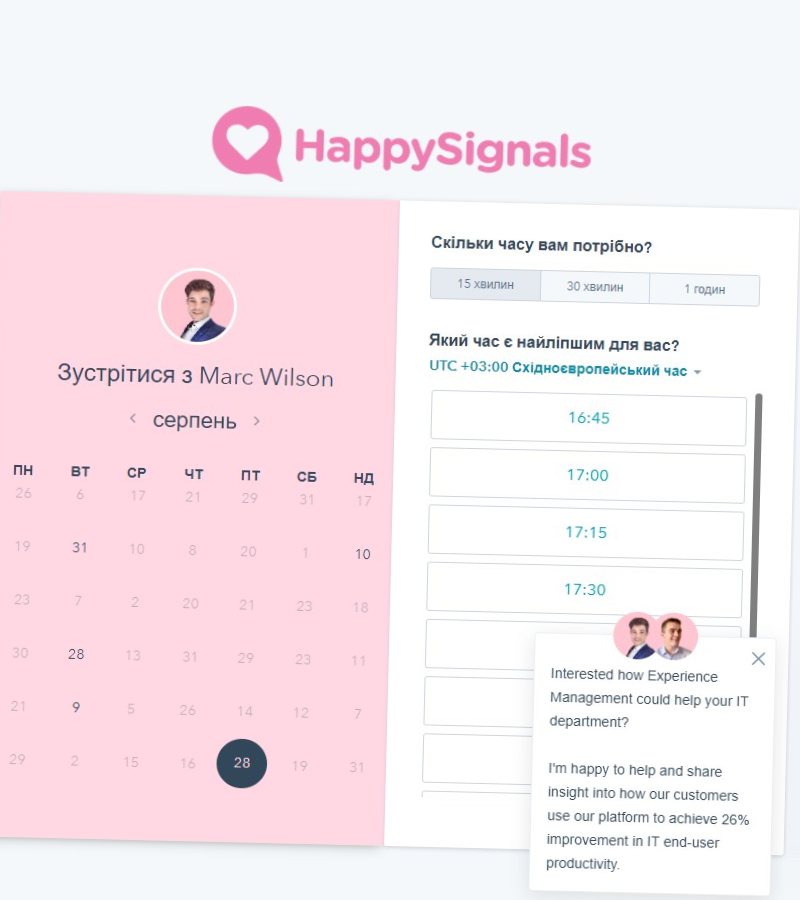 HappySignals
Зустрітися з Marc Wilson
серпень
ПН ВТ СР ЧТ ПТ СБ НД
26 6 17 21 29 31 17
19 31 10 8 20 1 10
23 7 2 20 21 23 18
30 28 13 31 29 23 11
21 9 5 26 14 12 7
29 2 15 16 28 19 31
Скільки часу вам потрібно?
15 хвилин 30 хвилин 1 годин
Який час є найліпшим для вас?
UTC +03:00 Східноєвропейський час
16:45
17:00
17:15
17:30
Interested how Experience
Management could help your IT
department?
I'm happy to help and share
insight into how our customers
use our platform to achieve 26%
improvement in IT end-user
productivity.